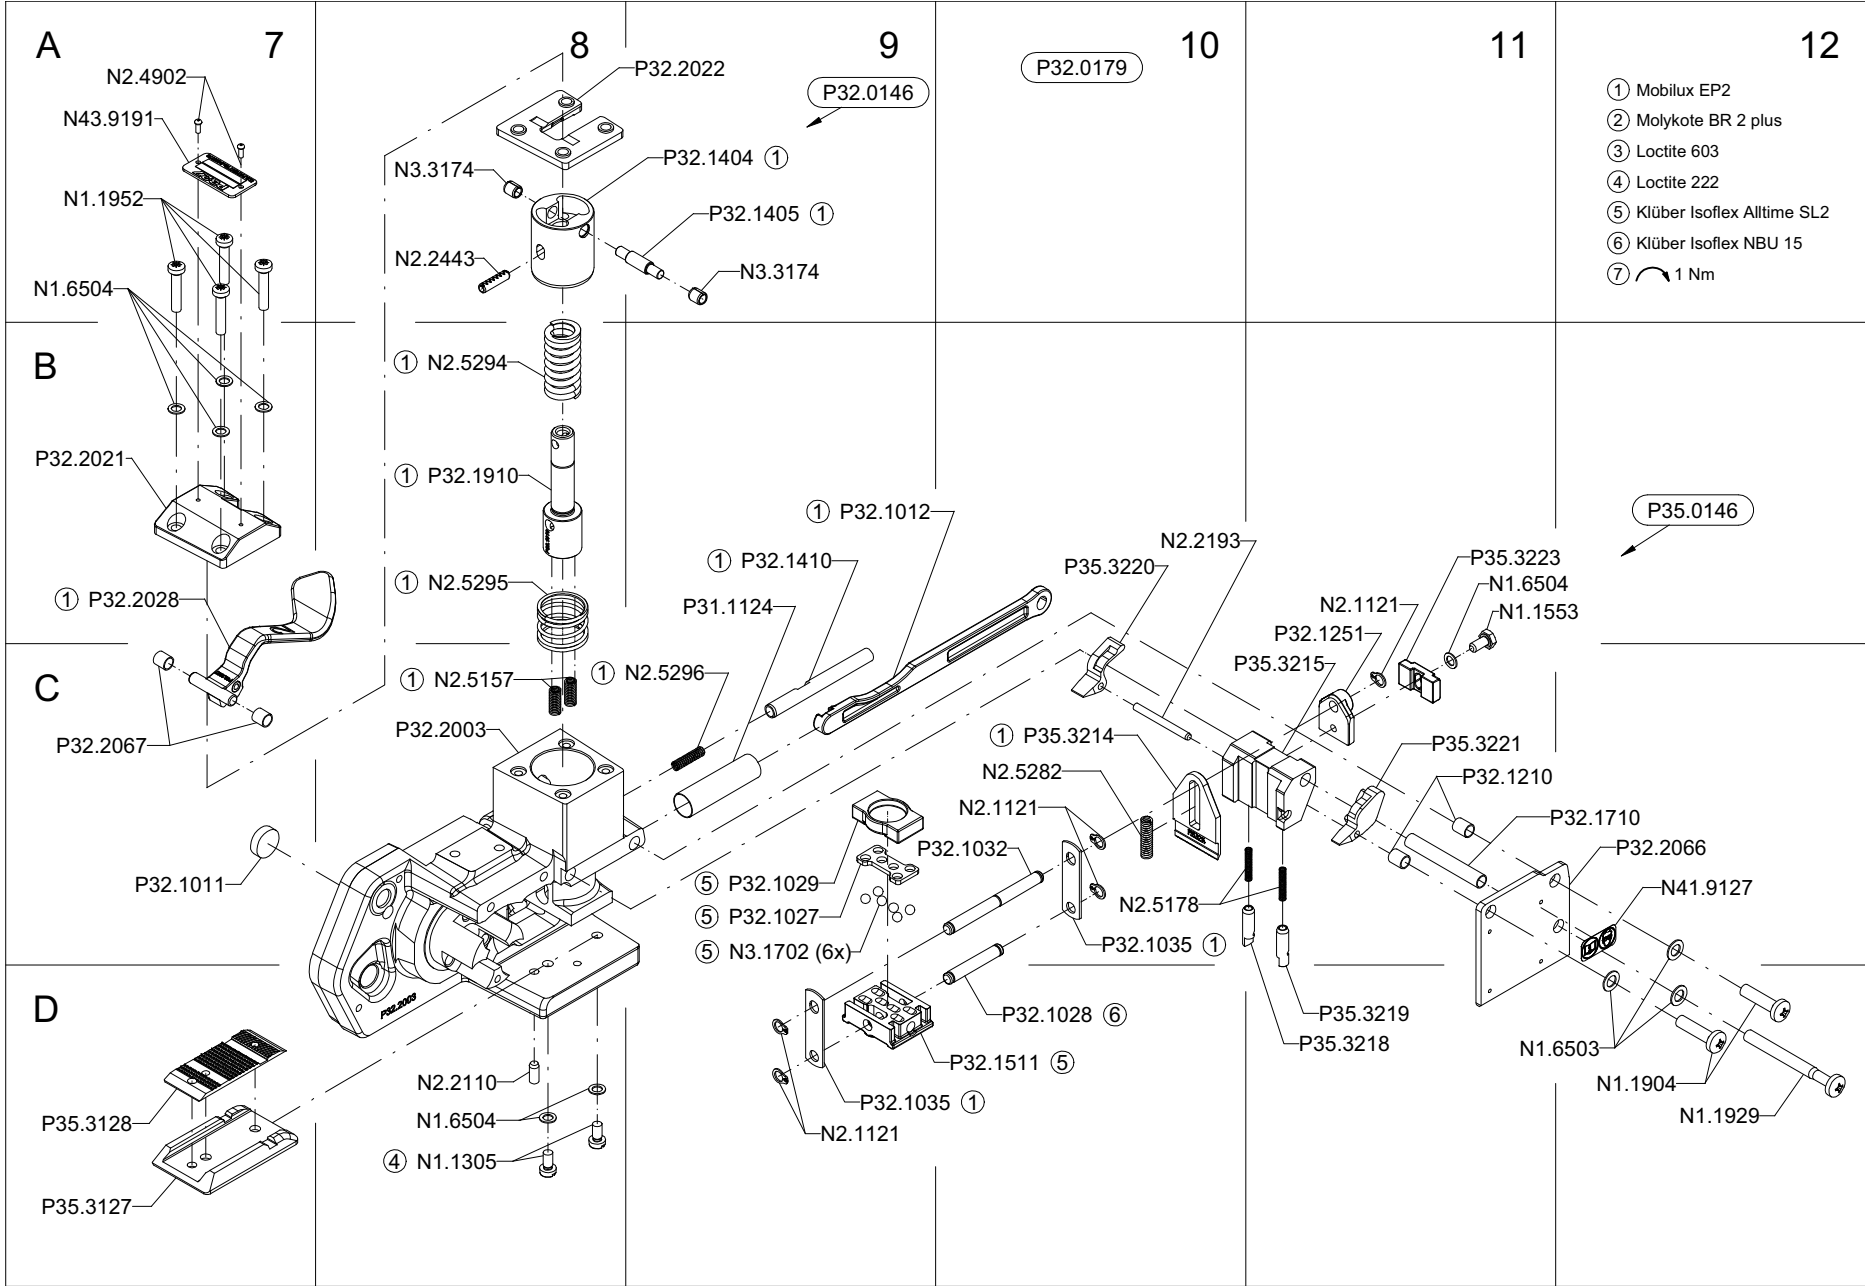 A 7 8 9 10 11 12
N2.4902
N43.9191
N1.1952
N1.6504
P32.2022
P32.0146
P32.0179
N3.3174
P32.1404 ①
P32.1405 ①
N2.2443
N3.3174
① Mobilux EP2
② Molykote BR 2 plus
③ Loctite 603
④ Loctite 222
⑤ Klüber Isoflex Alltime SL2
⑥ Klüber Isoflex NBU 15
⑦ 1 Nm
B
P32.2021
① P32.2028
① N2.5294
① P32.1910
① N2.5295
① P32.1012
① P32.1410
P31.1124
N2.2193
P35.3220
P35.0146
P35.3223
N1.6504
N1.1553
N2.1121
P32.1251
P35.3215
C
P32.2067
① N2.5157
① N2.5296
P32.2003
P32.1011
① P35.3214
N2.5282
N2.1121
P32.1032
⑤ P32.1029
⑤ P32.1027
⑤ N3.1702 (6x)
P32.1035 ①
N2.5178
P35.3221
P32.1210
P32.1710
P32.2066
N41.9127
D
P32.2003
P35.3128
P35.3127
N2.2110
N1.6504
④ N1.1305
P32.1028 ⑥
P32.1511 ⑤
P32.1035 ①
N2.1121
P35.3219
P35.3218
N1.6503
N1.1904
N1.1929